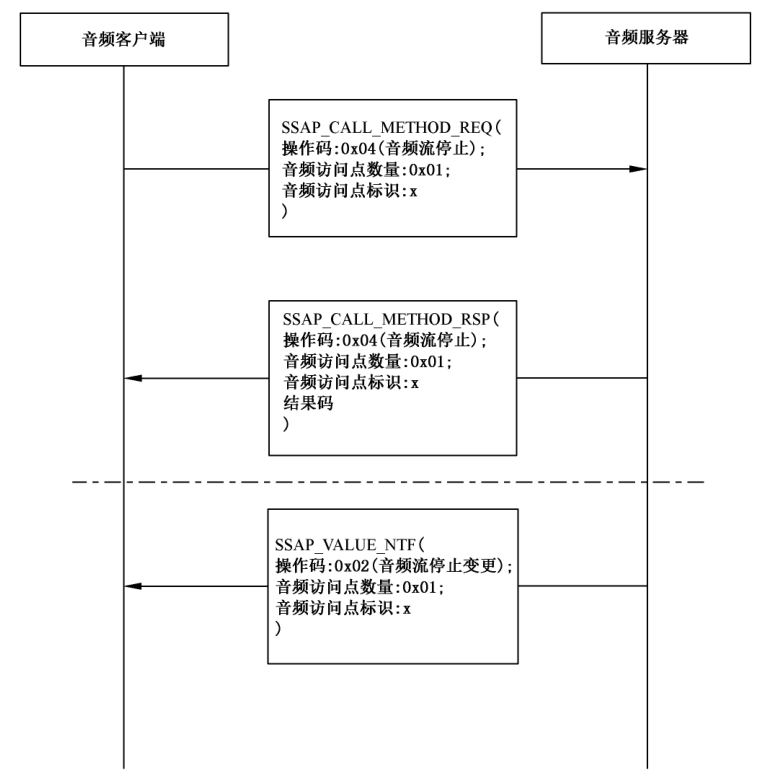 音频客户端
音频服务器
SSAP_CALL_METHOD_REQ(
操作码:0x04(音频流停止);
音频访问点数量:0x01;
音频访问点标识:x
)
SSAP_CALL_METHOD_RSP(
操作码:0x04(音频流停止);
音频访问点数量:0x01;
音频访问点标识:x
结果码
)
SSAP_VALUE_NTF(
操作码:0x02(音频流停止变更);
音频访问点数量:0x01;
音频访问点标识:x
)